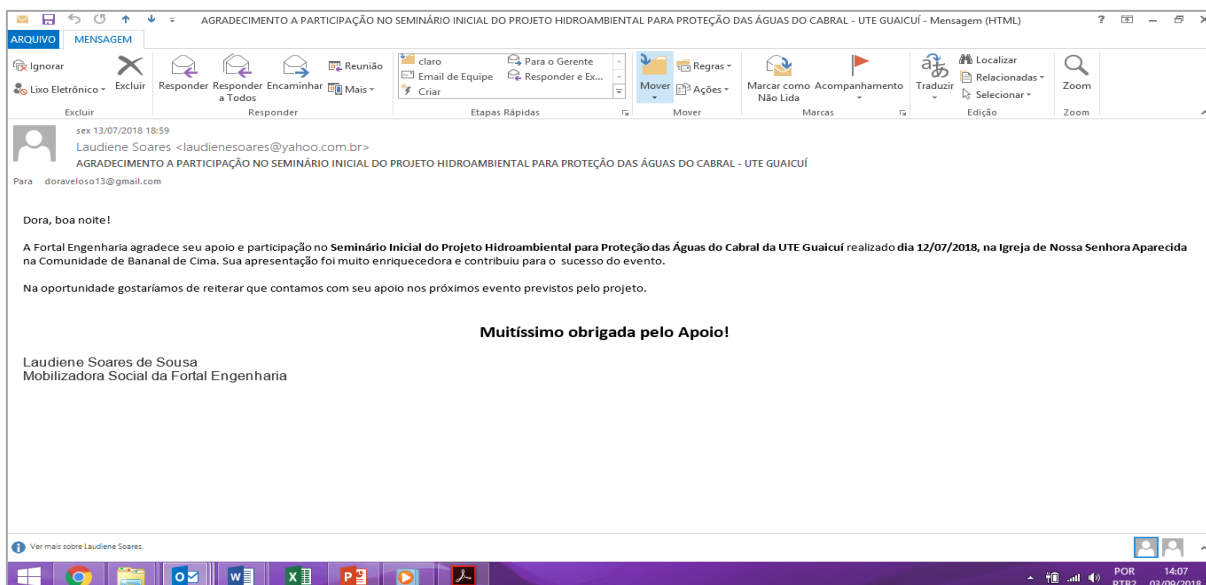 AGRADECIMENTO A PARTICIPAÇÃO NO SEMINÁRIO INICIAL DO PROJETO HIDROAMBIENTAL PARA PROTEÇÃO DAS ÁGUAS DO CABRAL - UTE GUAICUÍ - Mensagem (HTML)
ARQUIVO MENSAGEM
Ignorar
Lixo Eletrônico
Excluir
Responder
Responder a Todos
Encaminhar
Reunião
Mais
claro
Email de Equipe
Criar
Para o Gerente
Responder e Ex...
Mover
Regras
Ações
Marcar como Não Lida
Acompanhamento
Traduzir
Localizar
Relacionadas
Selecionar
Zoom
Excluir Responder Etapas Rápidas Mover Marcas Edição Zoom
sex 13/07/2018 18:59
Laudiene Soares <laudienesoares@yahoo.com.br>
AGRADECIMENTO A PARTICIPAÇÃO NO SEMINÁRIO INICIAL DO PROJETO HIDROAMBIENTAL PARA PROTEÇÃO DAS ÁGUAS DO CABRAL - UTE GUAICUÍ
Para doraveloso13@gmail.com
Dora, boa noite!
A Fortal Engenharia agradece seu apoio e participação no Seminário Inicial do Projeto Hidroambiental para Proteção das Águas do Cabral da UTE Guaicuí realizado dia 12/07/2018, na Igreja de Nossa Senhora Aparecida
na Comunidade de Bananal de Cima. Sua apresentação foi muito enriquecedora e contribuiu para o sucesso do evento.
Na oportunidade gostaríamos de reiterar que contamos com seu apoio nos próximos evento previstos pelo projeto.
Muitíssimo obrigada pelo Apoio!
Laudiene Soares de Sousa
Mobilizadora Social da Fortal Engenharia
Ver mais sobre Laudiene Soares.
POR 14:07
PTB2 03/09/2018